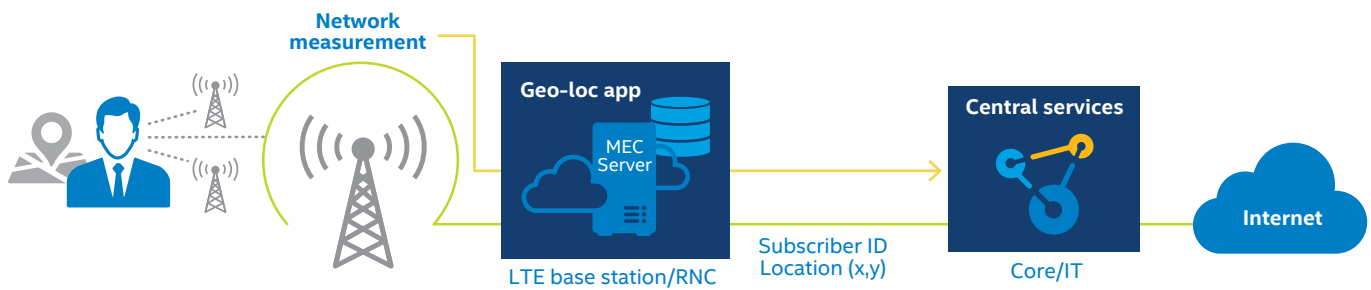 Network
measurement
Geo-loc app
MEC
Server
LTE base station/RNC
Subscriber ID
Location (x,y)
Central services
Core/IT
Internet